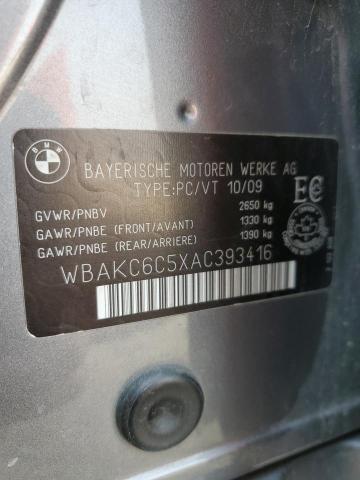 BMW
BAYERISCHE MOTOREN WERKE AG
TYPE:PC/VT 10/09
EC
GVWR/PNBV 2650 kg
GAWR/PNBE (FRONT/AVANT) 1330 kg
GAWR/PNBE (REAR/ARRIERE) 1390 kg
WBAKC6C5XAC393416